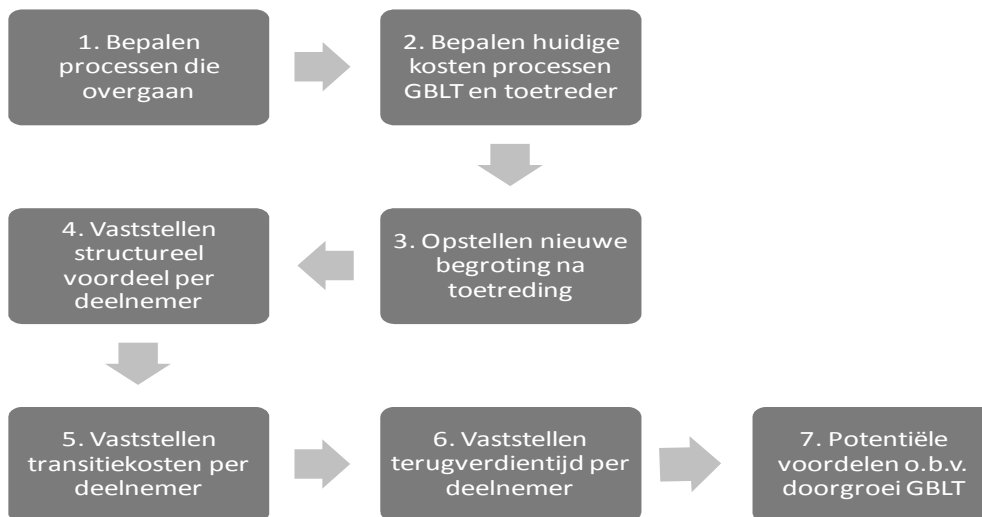 1. Bepalen
processen die
overgaan
2. Bepalen huidige
kosten processen
GBLT en toetreder
3. Opstellen nieuwe
begroting na
toetreding
4. Vaststellen
structureel
voordeel per
deelnemer
5. Vaststellen
transitiekosten per
deelnemer
6. Vaststellen
terugverdientijd per
deelnemer
7. Potentiële
voordelen o.b.v.
doorgroei GBLT